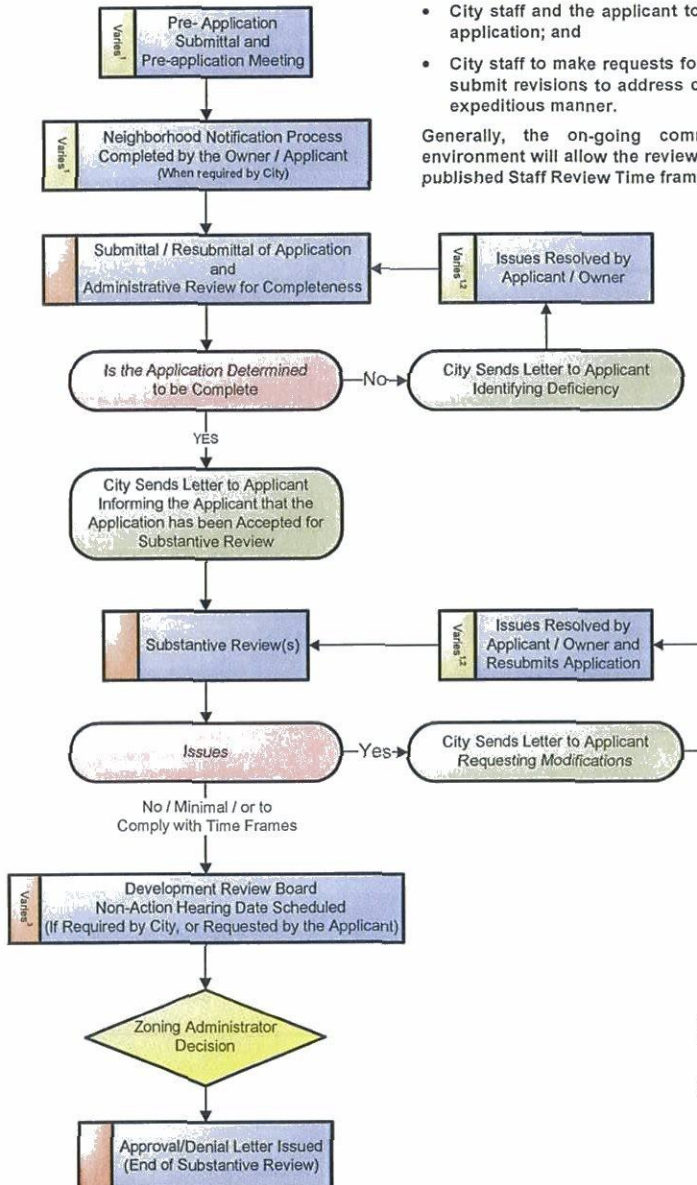 Pre- Application
Submittal and
Pre-application Meeting
Varies1
• City staff and the applicant to
application; and
• City staff to make requests fo
submit revisions to address c
expeditious manner.
Generally, the on-going comm
environment will allow the review
published Staff Review Time fram
Neighborhood Notification Process
Completed by the Owner / Applicant
(When required by City)
Varies1
Submittal / Resubmittal of Application
and
Administrative Review for Completeness
Varies1,2
Issues Resolved by
Applicant / Owner
Is the Application Determined
to be Complete
No
City Sends Letter to Applicant
Identifying Deficiency
YES
City Sends Letter to Applicant
Informing the Applicant that the
Application has been Accepted for
Substantive Review
Substantive Review(s)
Varies1,2
Issues Resolved by
Applicant / Owner and
Resubmits Application
Issues
Yes
City Sends Letter to Applicant
Requesting Modifications
No / Minimal / or to
Comply with Time Frames
Varies3
Development Review Board
Non-Action Hearing Date Scheduled
(If Required by City, or Requested by the Applicant)
Zoning Administrator
Decision
Approval/Denial Letter Issued
(End of Substantive Review)